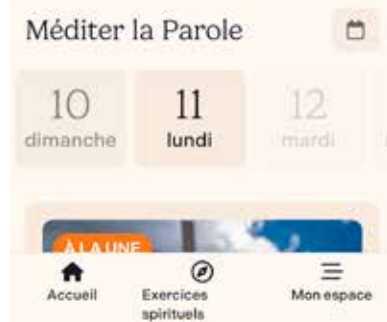 Méditer la Parole
10 11 12
dimanche lundi mardi
À LA UNE
Accueil Exercices Mon espace
spirituels